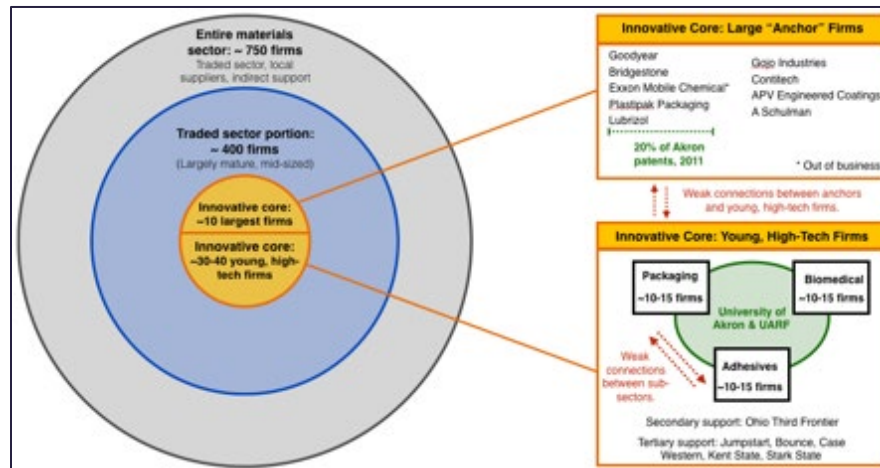 Entire materials
sector: ~ 750 firms
Traded sector, local
suppliers, indirect support
Traded sector portion:
~ 400 firms
(Largely mature, mid-sized)
Innovative core:
~10 largest firms
Innovative core:
~30-40 young, high-
tech firms
Innovative Core: Large “Anchor” Firms
Goodyear
Bridgestone
Exxon Mobile Chemical*
Plastipak Packaging
Lubrizol
20% of Akron
patents, 2011
Gojo Industries
Contitech
APV Engineered Coatings
A Schulman
* Out of business
Weak connections between anchors
and young, high-tech firms.
Innovative Core: Young, High-Tech Firms
Packaging
~10-15 firms
Biomedical
~10-15 firms
University of
Akron & UARF
Weak
connections
between sub-
sectors.
Adhesives
~10-15 firms
Secondary support: Ohio Third Frontier
Tertiary support: Jumpstart, Bounce, Case
Western, Kent State, Stark State